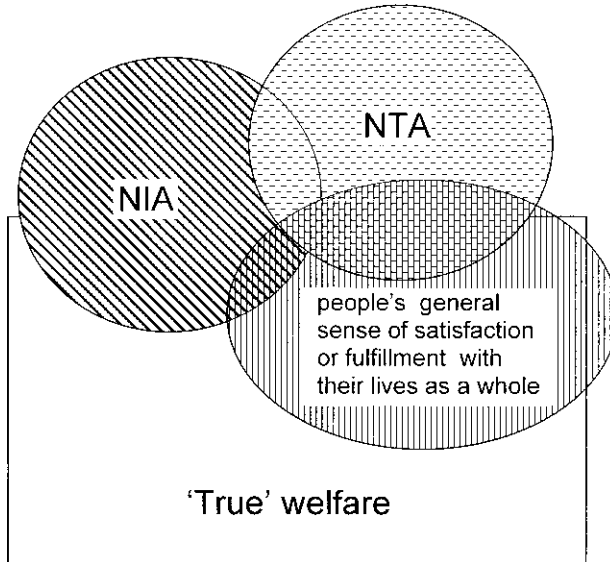 NTA
NIA
people's general
sense of satisfaction
or fulfillment with
their lives as a whole
‘True’ welfare